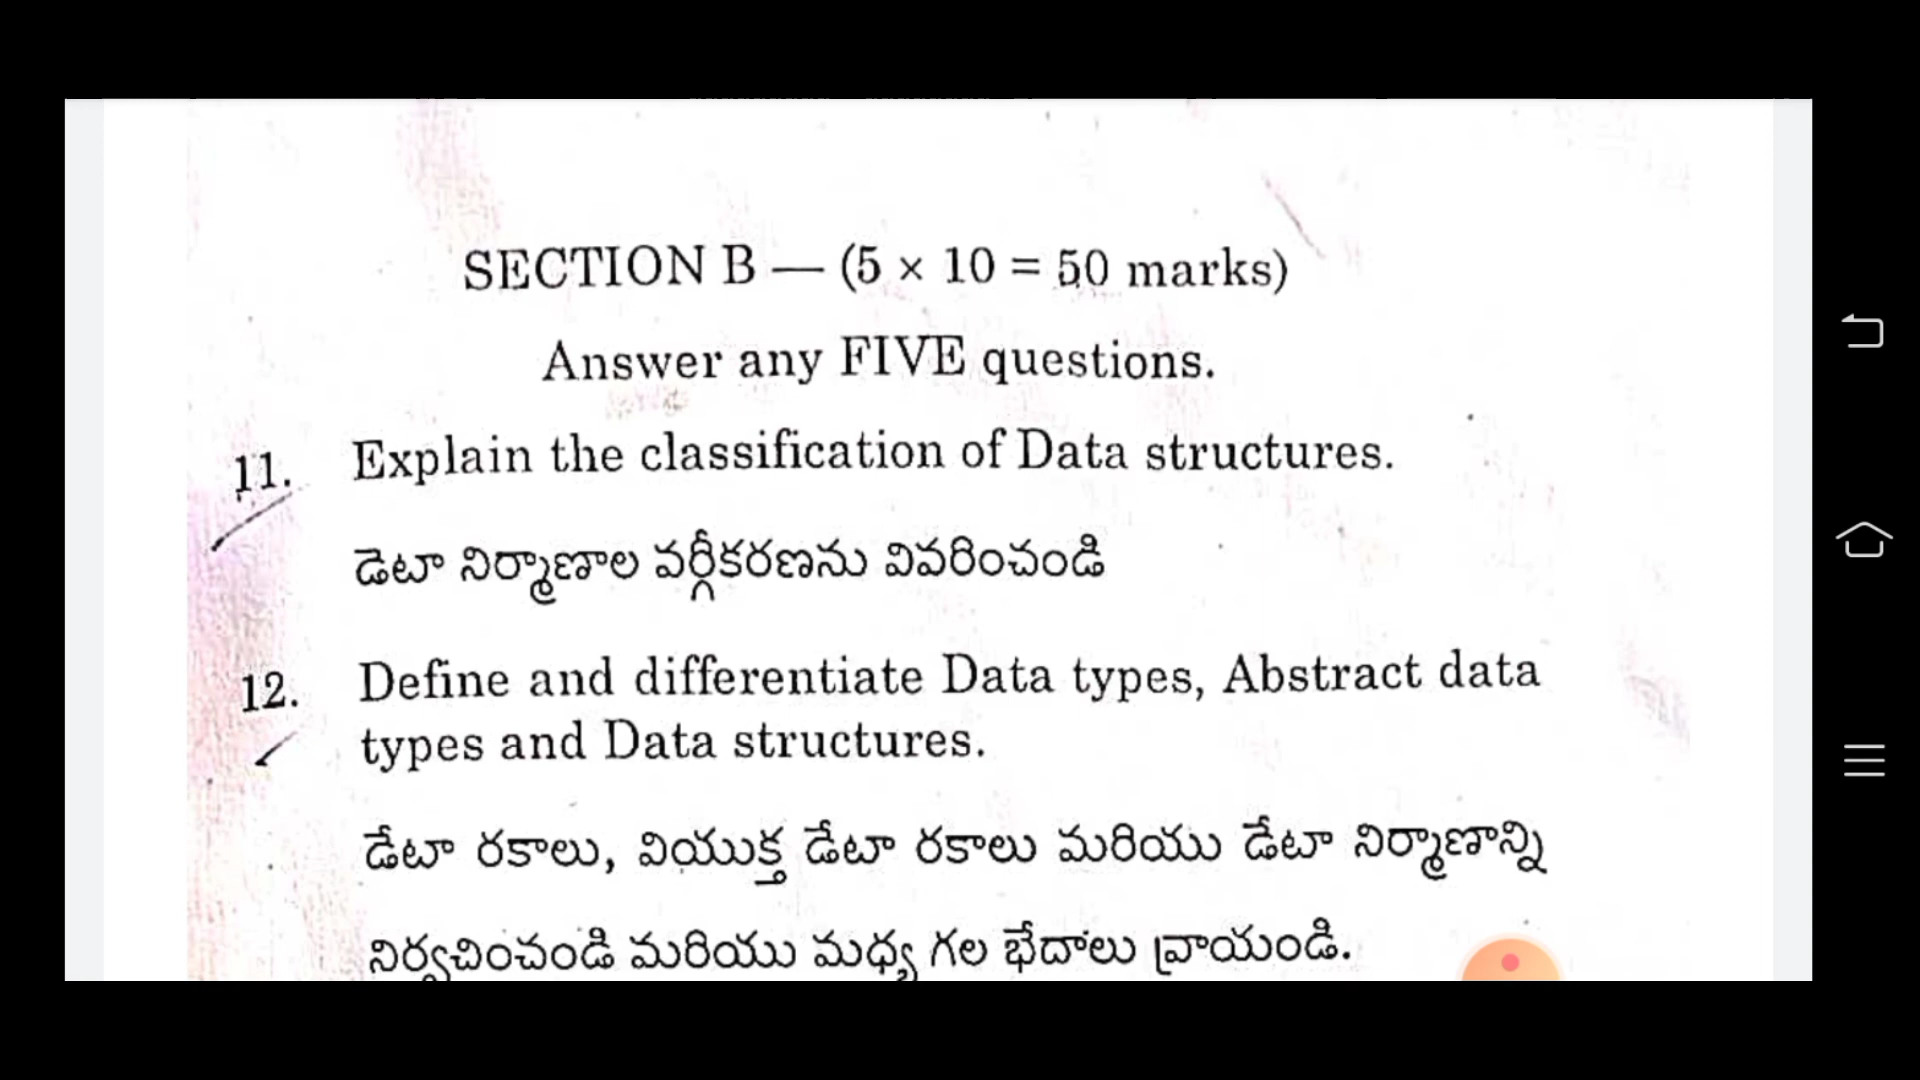 SECTION B — (5 × 10 = 50 marks)
Answer any FIVE questions.
11. Explain the classification of Data structures.
డెటా నిర్మాణాల వర్గీకరణను వివరించండి
12. Define and differentiate Data types, Abstract data
types and Data structures.
డేటా రకాలు, వియుక్త డేటా రకాలు మరియు డేటా నిర్మాణాన్ని
నిర్వచించండి మరియు మధ్య గల భేదాలు వ్రాయండి.